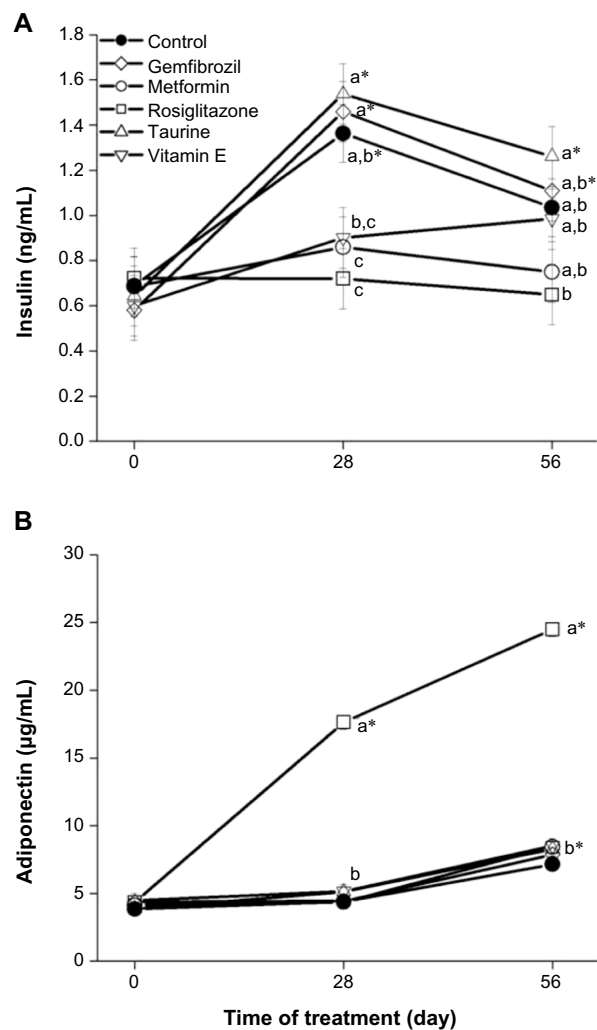 A
Control
Gemfibrozil
Metformin
Rosiglitazone
Taurine
Vitamin E
1.8
1.6
1.4
1.2
1.0
0.8
0.6
0.4
0.2
0.0
Insulin (ng/mL)
a*
a*
a,b*
b,c
c
c
a*
a,b*
a,b
a,b
a,b
b
0 28 56
B
30
25
20
15
10
5
0
Adiponectin (µg/mL)
a*
a*
b
b*
0 28 56
Time of treatment (day)